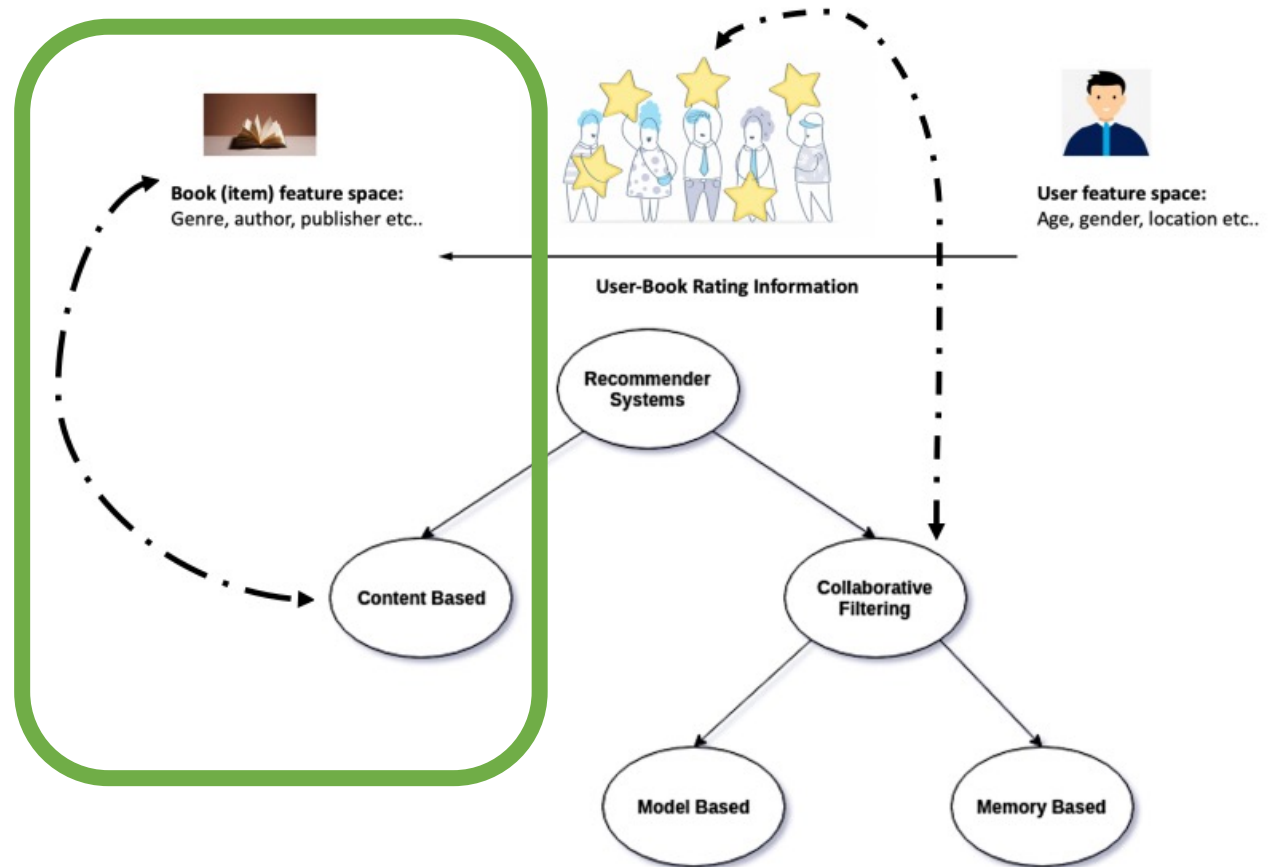 Book (item) feature space:
Genre, author, publisher etc..
User feature space:
Age, gender, location etc..
User-Book Rating Information
Recommender
Systems
Content Based
Collaborative
Filtering
Model Based
Memory Based